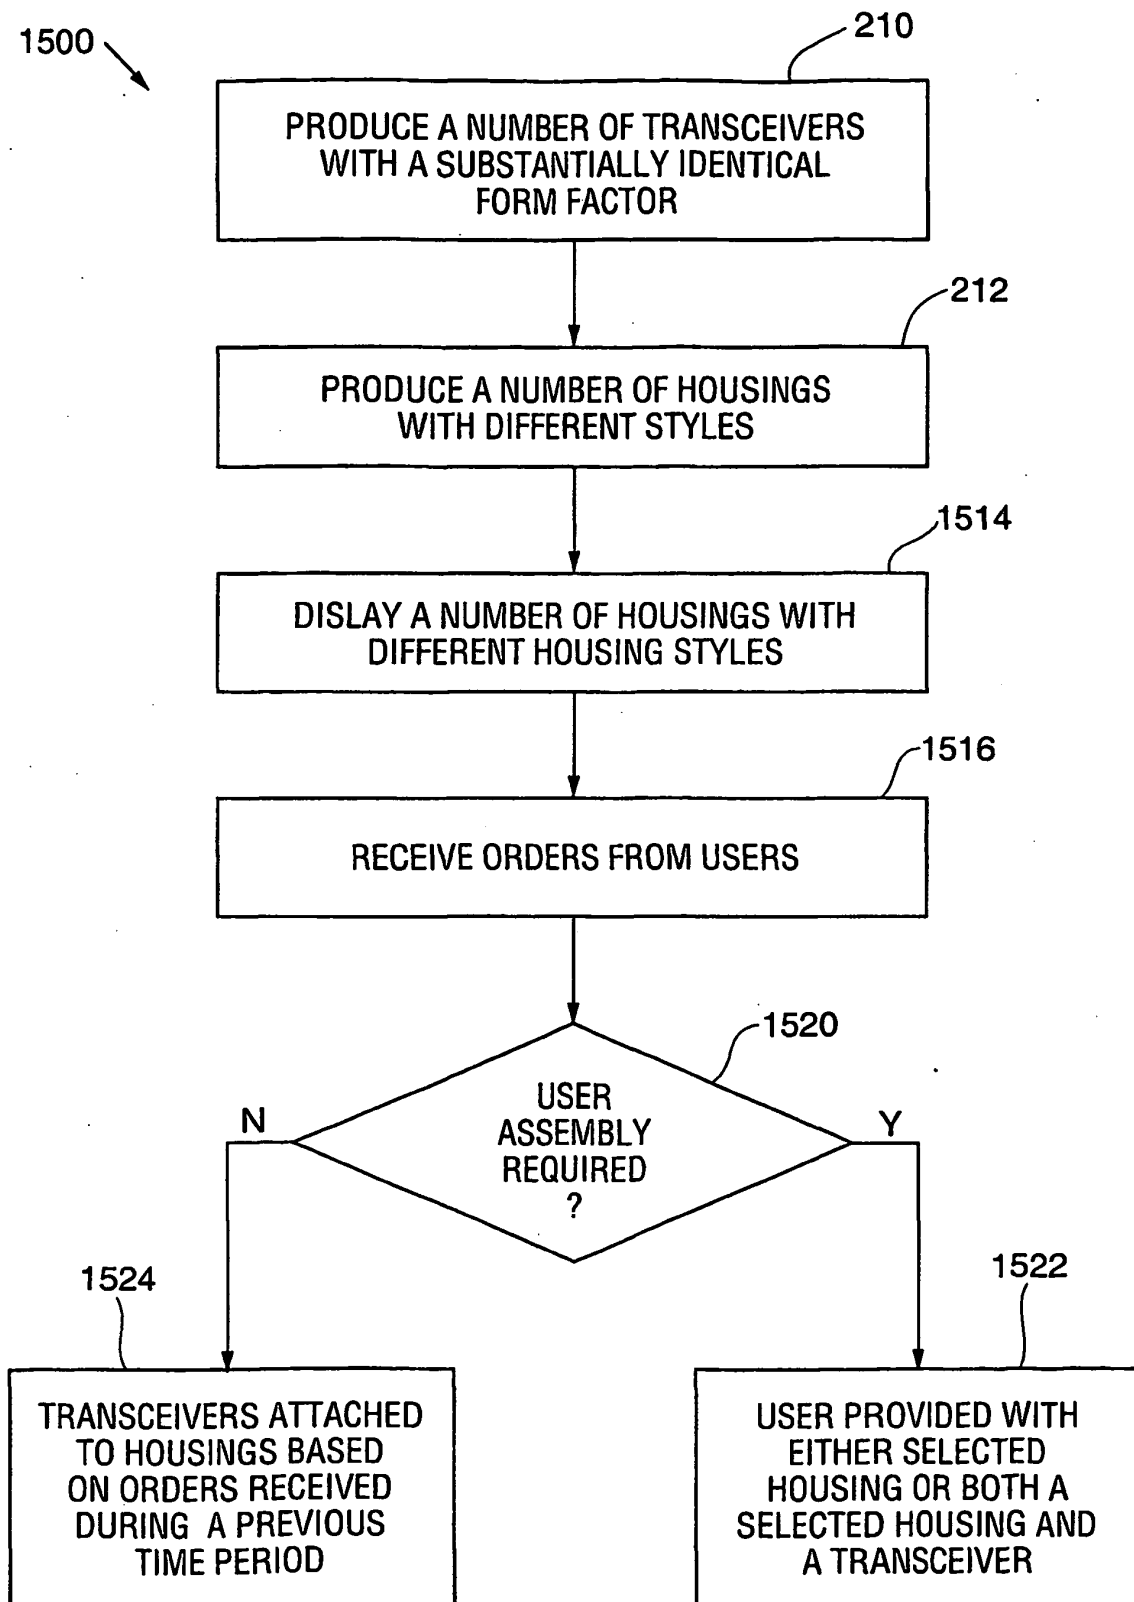 1500
210
PRODUCE A NUMBER OF TRANSCEIVERS
WITH A SUBSTANTIALLY IDENTICAL
FORM FACTOR
212
PRODUCE A NUMBER OF HOUSINGS
WITH DIFFERENT STYLES
1514
DISLAY A NUMBER OF HOUSINGS WITH
DIFFERENT HOUSING STYLES
1516
RECEIVE ORDERS FROM USERS
1520
USER
ASSEMBLY
REQUIRED
?
N
Y
1524
TRANSCEIVERS ATTACHED
TO HOUSINGS BASED
ON ORDERS RECEIVED
DURING A PREVIOUS
TIME PERIOD
1522
USER PROVIDED WITH
EITHER SELECTED
HOUSING OR BOTH A
SELECTED HOUSING AND
A TRANSCEIVER